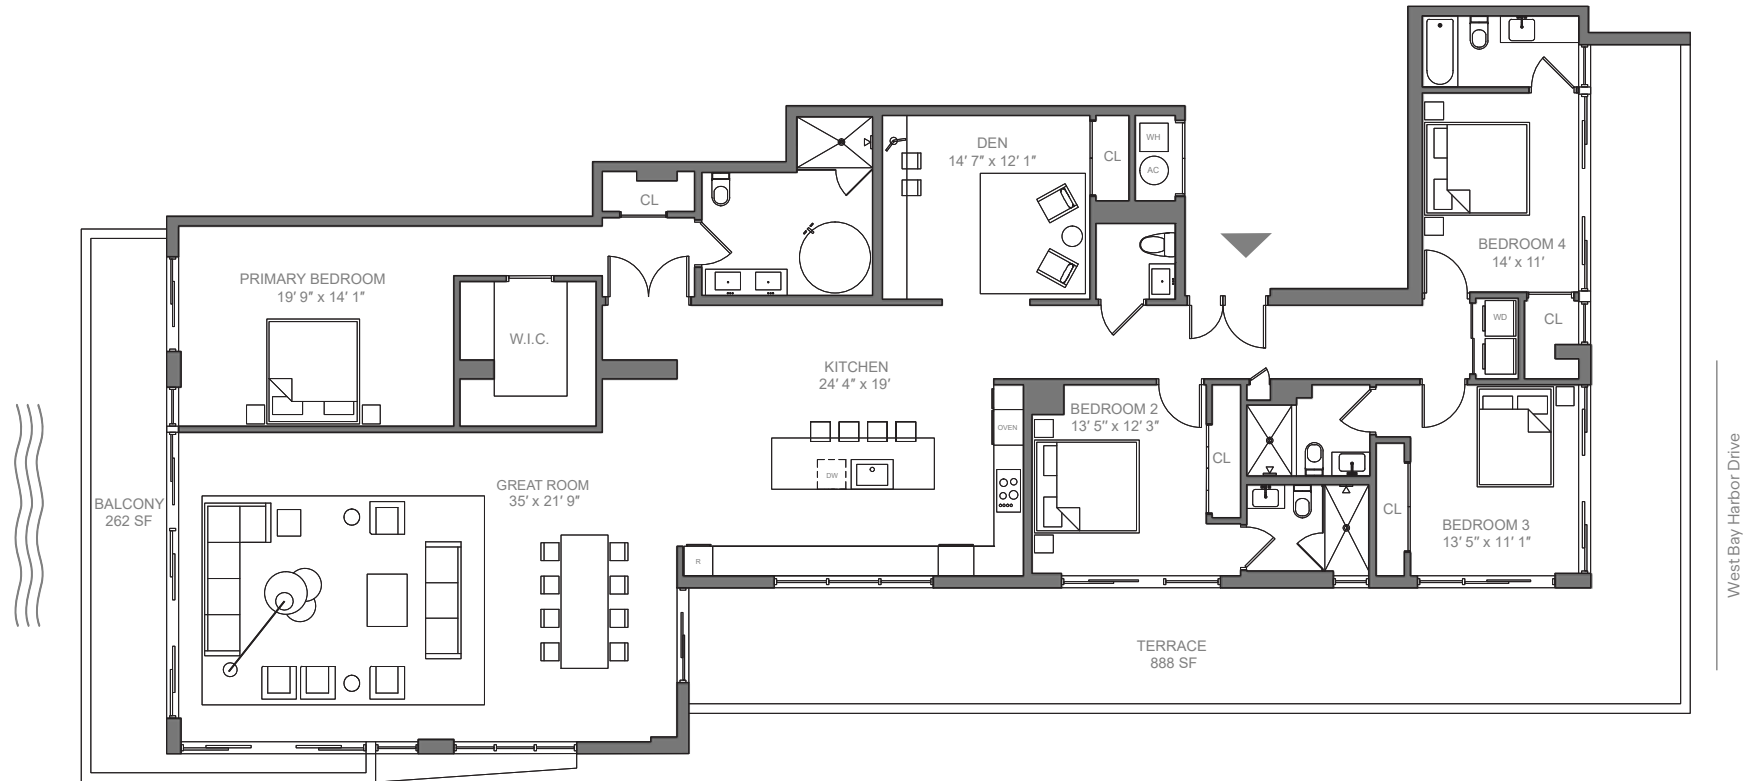 DEN
14' 7" x 12' 1"
CL
WH
AC
CL
BEDROOM 4
14' x 11'
PRIMARY BEDROOM
19' 9" x 14' 1"
W.I.C.
WD
CL
KITCHEN
24' 4" x 19'
BEDROOM 2
13' 5" x 12' 3"
OVEN
DW
CL
GREAT ROOM
35' x 21' 9"
BALCONY
262 SF
CL
BEDROOM 3
13' 5" x 11' 1"
R
TERRACE
888 SF
West Bay Harbor Drive